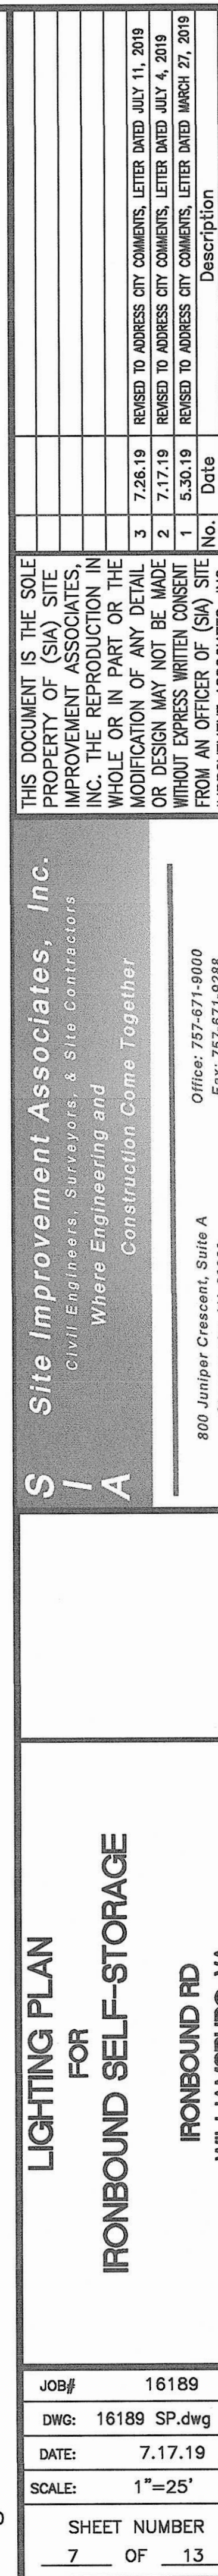 3 7.26.19 REVISED TO ADDRESS CITY COMMENTS, LETTER DATED JULY 11, 2019
2 7.17.19 REVISED TO ADDRESS CITY COMMENTS, LETTER DATED JULY 4, 2019
1 5.30.19 REVISED TO ADDRESS CITY COMMENTS, LETTER DATED MARCH 27, 2019
No. Date Description
THIS DOCUMENT IS THE SOLE
PROPERTY OF (SIA) SITE
IMPROVEMENT ASSOCIATES,
INC. THE REPRODUCTION IN
WHOLE OR IN PART OR THE
MODIFICATION OF ANY DETAIL
OR DESIGN MAY NOT BE MADE
WITHOUT EXPRESS WRITTEN CONSENT
FROM AN OFFICER OF (SIA) SITE
S Site Improvement Associates, Inc.
I Civil Engineers, Surveyors, & Site Contractors
A Where Engineering and
Construction Come Together
800 Juniper Crescent, Suite A Office: 757-671-9000
Fax: 757-671-9288
LIGHTING PLAN
FOR
IRONBOUND SELF-STORAGE
IRONBOUND RD
JOB# 16189
DWG: 16189 SP.dwg
DATE: 7.17.19
SCALE: 1"=25'
SHEET NUMBER
7 OF 13